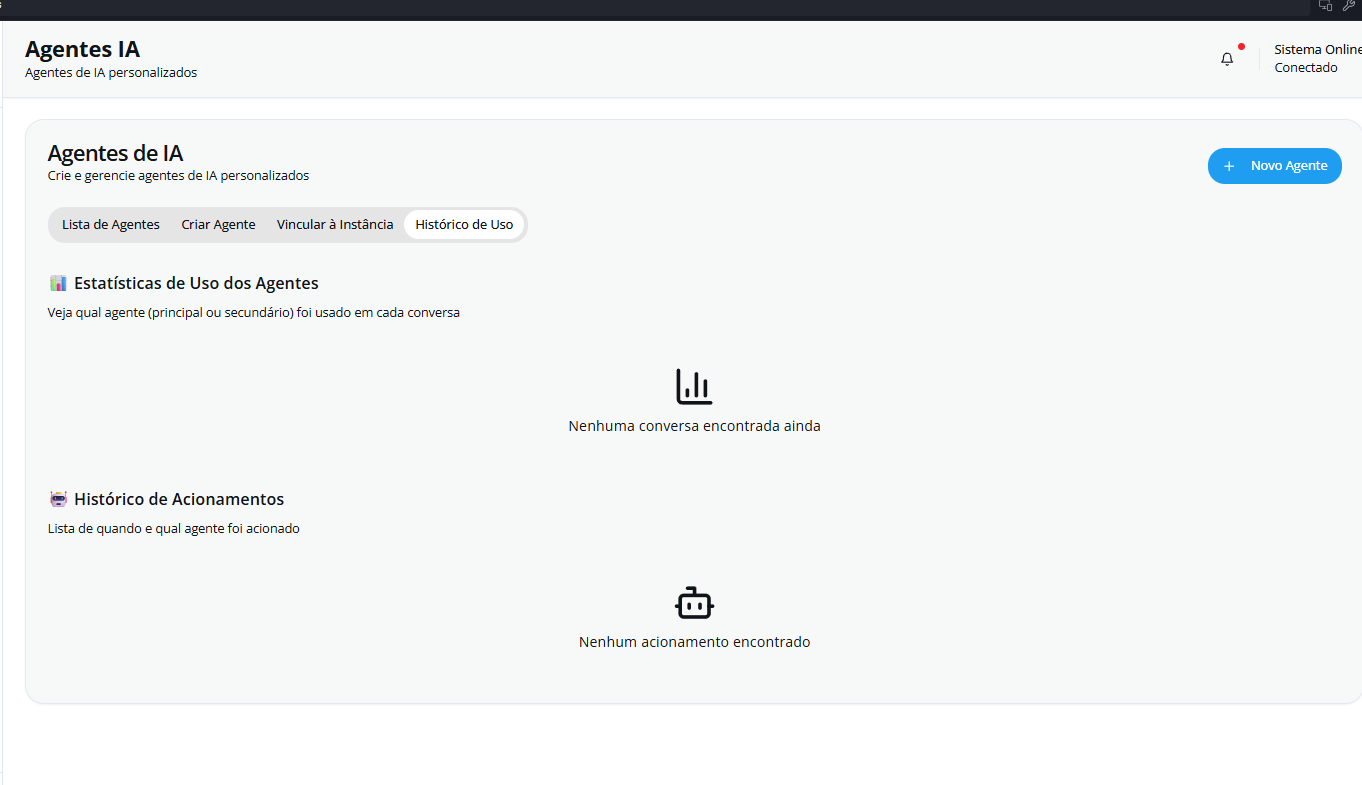 Agentes IA
Agentes de IA personalizados
Sistema Online
Conectado
Agentes de IA
Crie e gerencie agentes de IA personalizados
+ Novo Agente
Lista de Agentes
Criar Agente
Vincular à Instância
Histórico de Uso
Estatísticas de Uso dos Agentes
Veja qual agente (principal ou secundário) foi usado em cada conversa
Nenhuma conversa encontrada ainda
Histórico de Acionamentos
Lista de quando e qual agente foi acionado
Nenhum acionamento encontrado